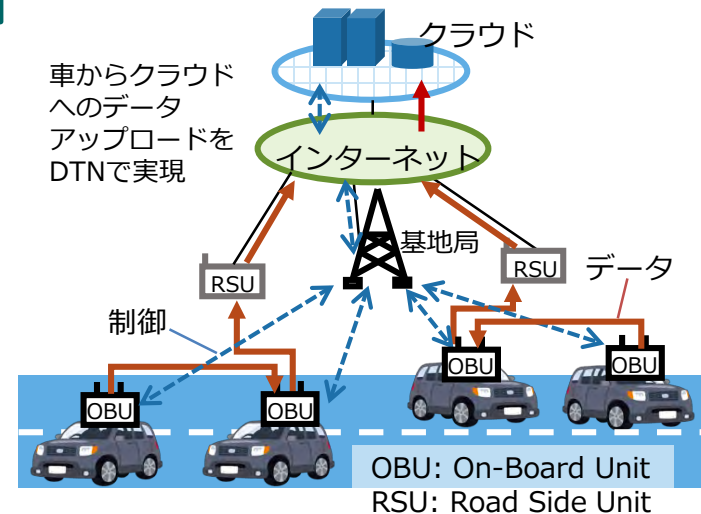 クラウド
車からクラウド
へのデータ
アップロードを
DTNで実現
インターネット
基地局
RSU
RSU
データ
制御
OBU
OBU
OBU
OBU
OBU: On-Board Unit
RSU: Road Side Unit